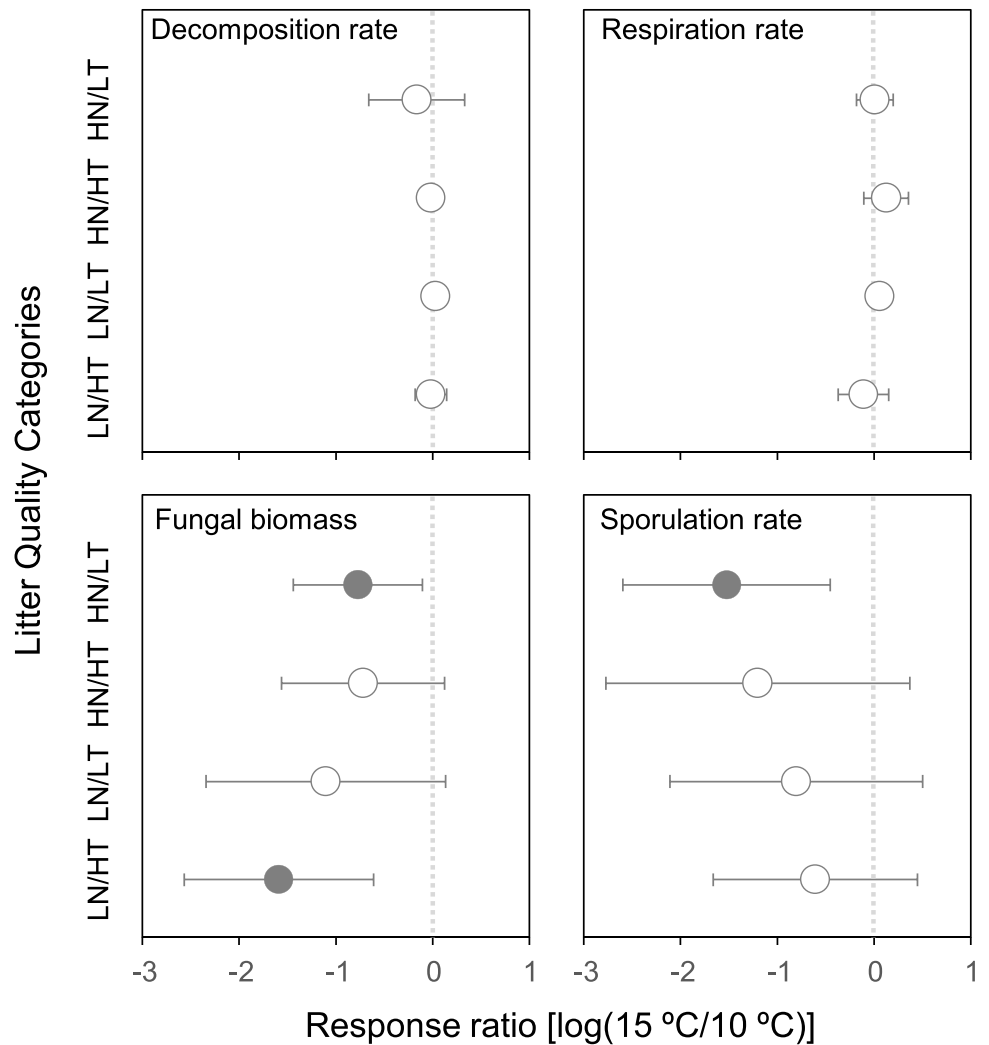 Decomposition rate
Respiration rate
HN/LT
HN/HT
LN/LT
LN/HT
Litter Quality Categories
Fungal biomass
Sporulation rate
HN/LT
HN/HT
LN/LT
LN/HT
-3 -2 -1 0 1
-3 -2 -1 0 1
Response ratio [log(15 ºC/10 ºC)]